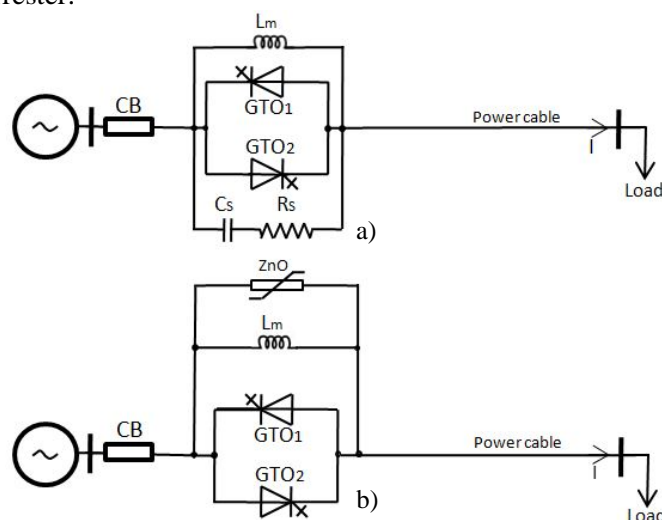 rester.
Lm
CB
GTO1
Power cable
GTO2
I
Load
Cs Rs
a)
ZnO
Lm
CB
GTO1
Power cable
GTO2
I
b)
Load